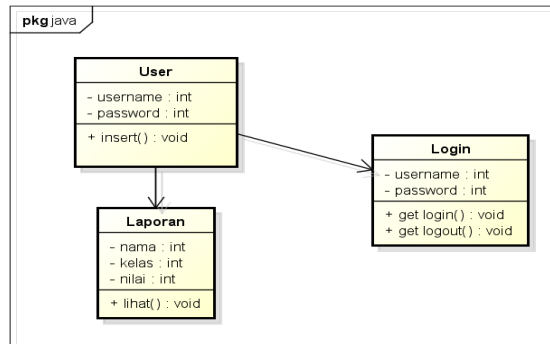 pkg java
User
- username : int
- password : int
+ insert() : void
Login
- username : int
- password : int
+ get login() : void
+ get logout() : void
Laporan
- nama : int
- kelas : int
- nilai : int
+ lihat() : void